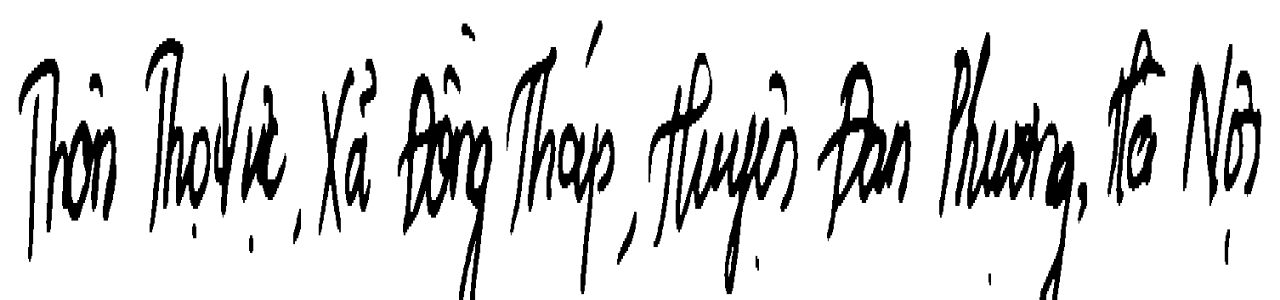 Thôn Thọ Vực, Xã Đồng Tháp, Huyện Đan Phượng, Hà Nội